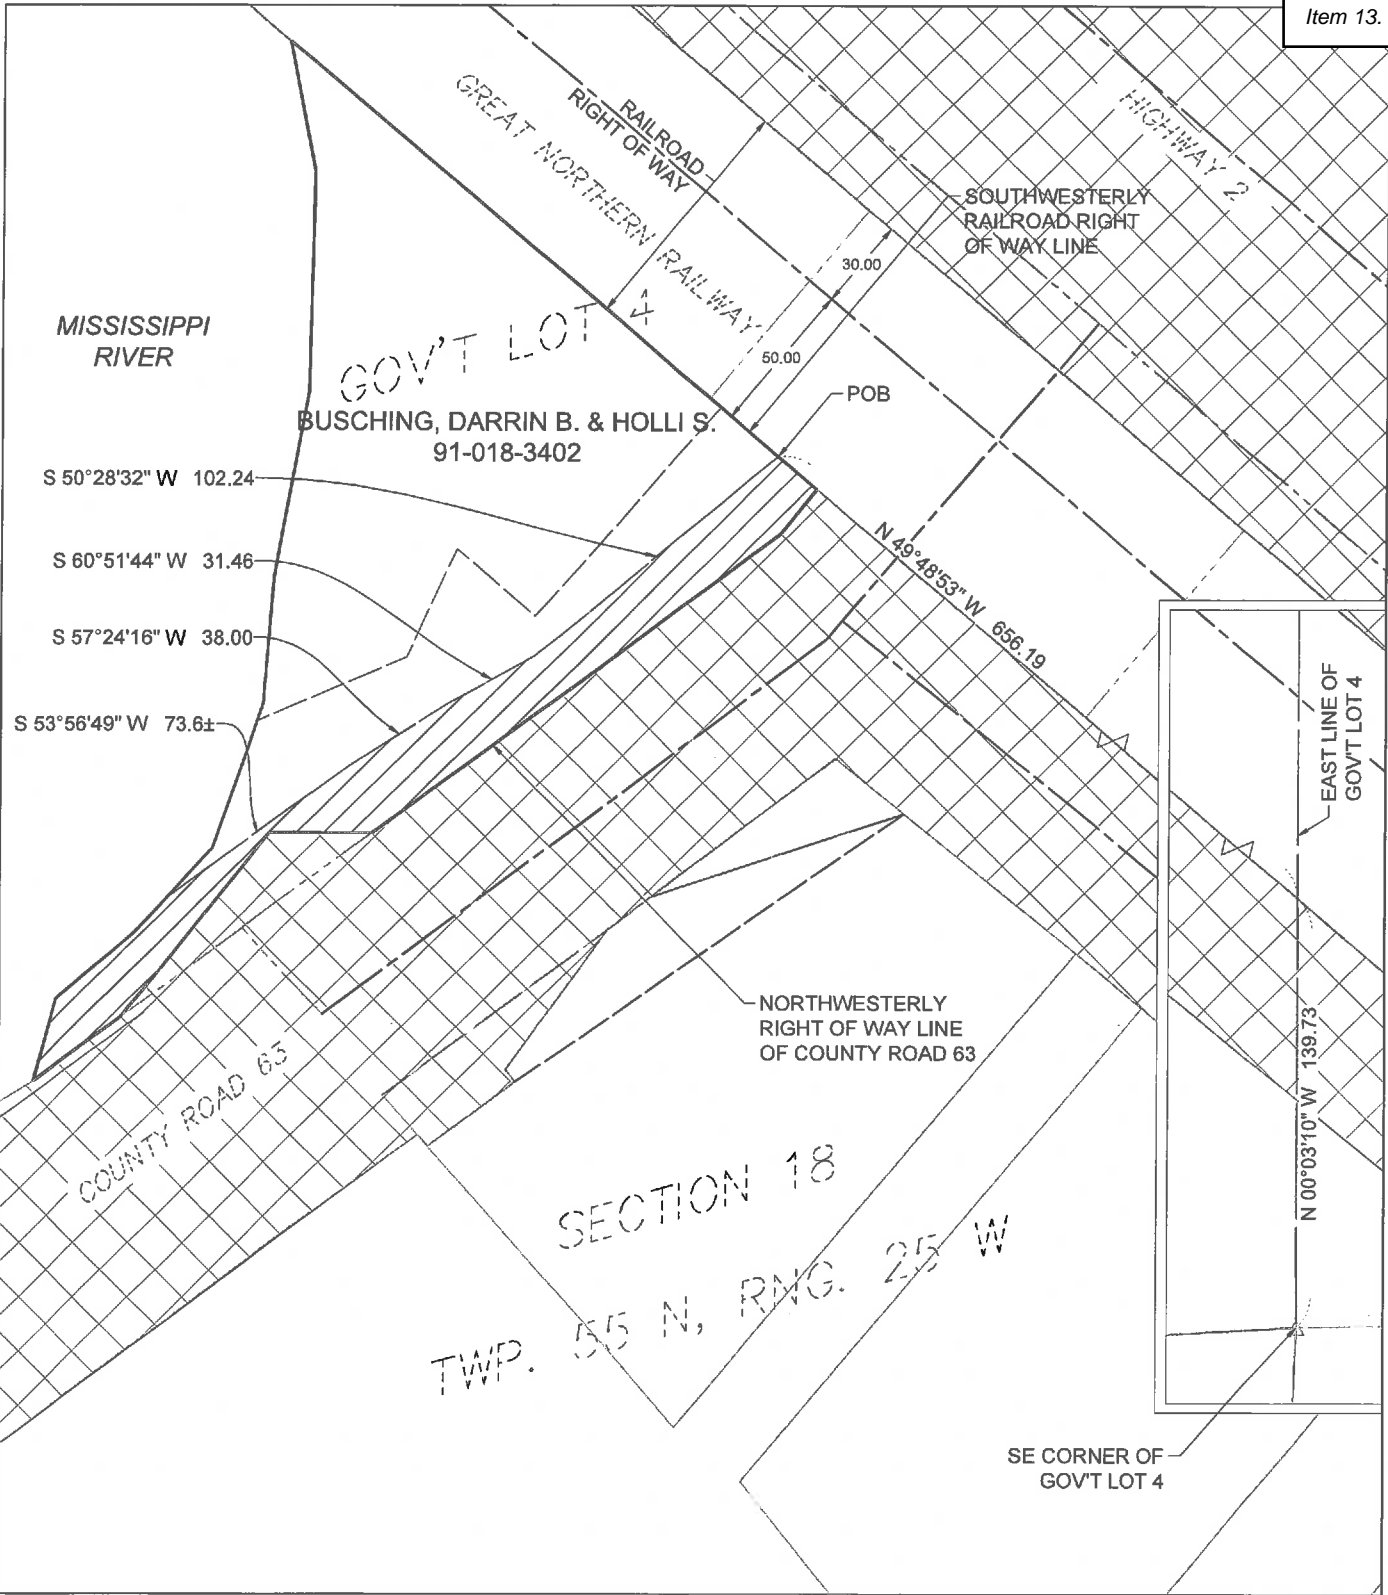 Item 13.
HIGHWAY 2
RAILROAD
RIGHT OF WAY
GREAT NORTHERN RAILWAY
SOUTHWESTERLY
RAILROAD RIGHT
OF WAY LINE
30.00
50.00
MISSISSIPPI
RIVER
GOV'T LOT 4
BUSCHING, DARRIN B. & HOLLI S.
91-018-3402
POB
S 50°28'32" W 102.24
S 60°51'44" W 31.46
S 57°24'16" W 38.00
S 53°56'49" W 73.6±
N 49°48'53" W 656.19
EAST LINE OF
GOV'T LOT 4
NORTHWESTERLY
RIGHT OF WAY LINE
OF COUNTY ROAD 63
N 00°03'10" W 139.73
COUNTY ROAD 63
SECTION 18
TWP. 55 N, RNG. 25 W
SE CORNER OF
GOV'T LOT 4